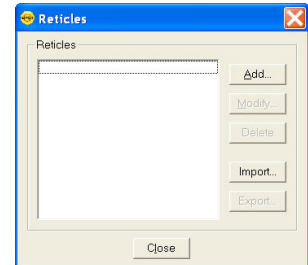 Reticles
Reticles
Add...
Modify...
Delete
Import...
Export...
Close